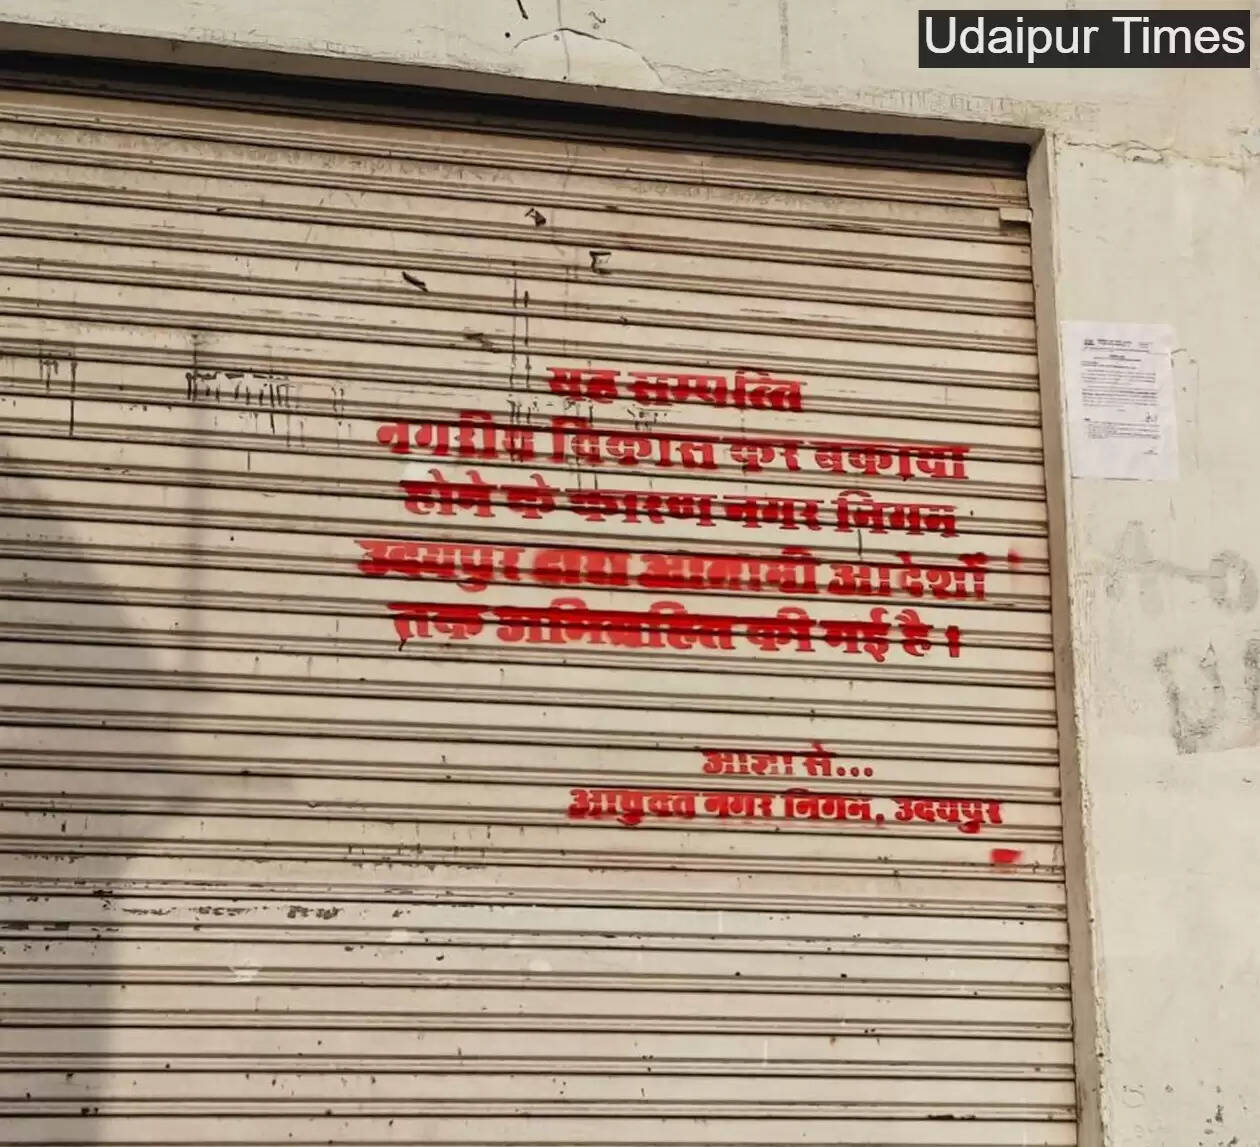 Udaipur Times
यह सम्पत्ति
नगरीय विकास कर बकाया
होने के कारण नगर निगम
उदयपुर द्वारा आगामी आदेशों
तक अभिग्रहित की गई है।
आज्ञा से...
आयुक्त नगर निगम, उदयपुर